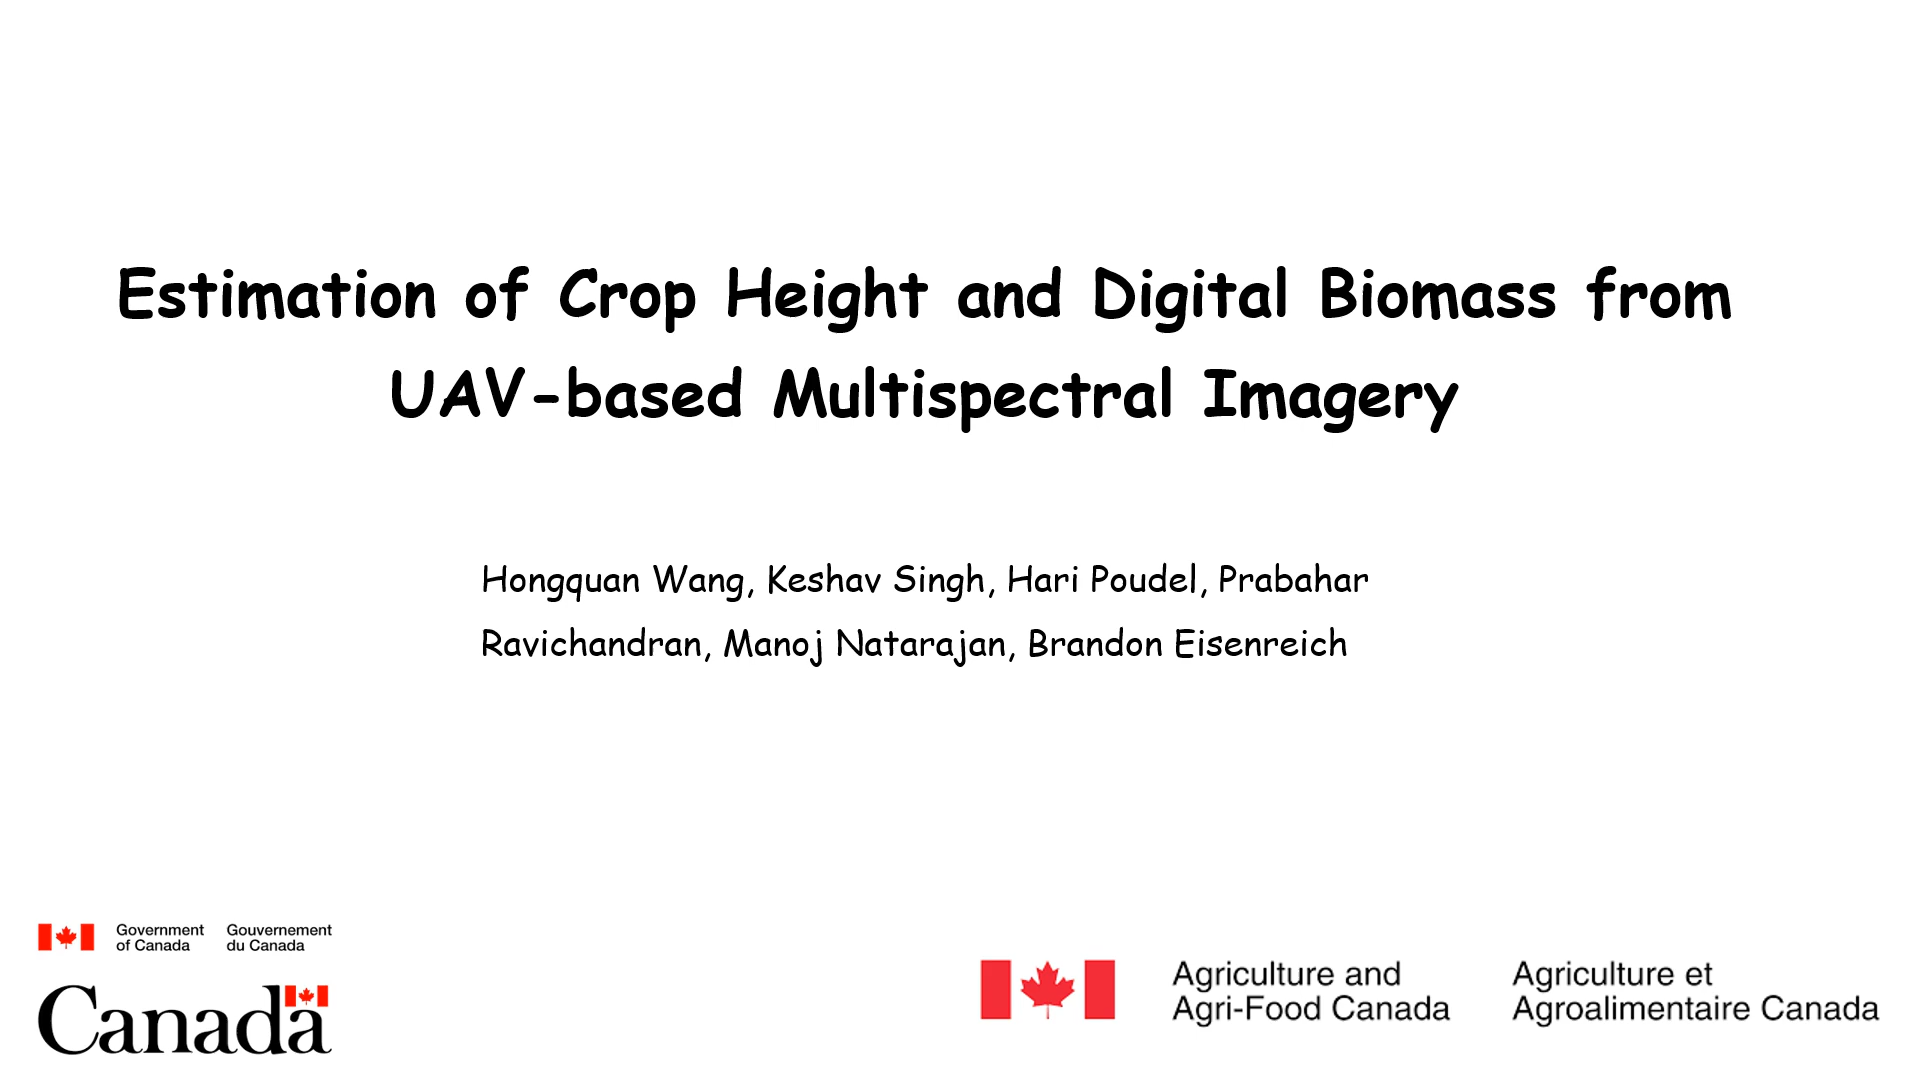 Estimation of Crop Height and Digital Biomass from
UAV-based Multispectral Imagery
Hongquan Wang, Keshav Singh, Hari Poudel, Prabahar
Ravichandran, Manoj Natarajan, Brandon Eisenreich
Government
of Canada
Gouvernement
du Canada
Canada
Agriculture and
Agri-Food Canada
Agriculture et
Agroalimentaire Canada